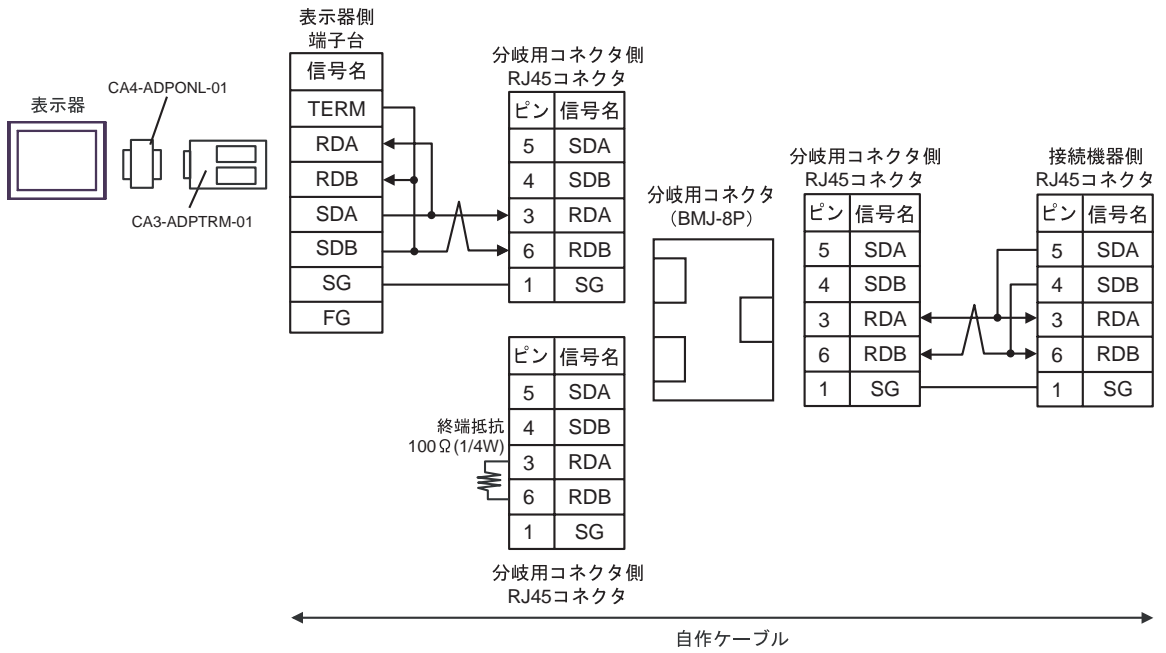 表示器
CA4-ADPONL-01
CA3-ADPTRM-01
表示器側
端子台
信号名
TERM
RDA
RDB
SDA
SDB
SG
FG
分岐用コネクタ側
RJ45コネクタ
ピン 信号名
5 SDA
4 SDB
3 RDA
6 RDB
1 SG
終端抵抗
100Ω(1/4W)
ピン 信号名
5 SDA
4 SDB
3 RDA
6 RDB
1 SG
分岐用コネクタ側
RJ45コネクタ
分岐用コネクタ
（BMJ-8P）
分岐用コネクタ側
RJ45コネクタ
ピン 信号名
5 SDA
4 SDB
3 RDA
6 RDB
1 SG
接続機器側
RJ45コネクタ
ピン 信号名
5 SDA
4 SDB
3 RDA
6 RDB
1 SG
自作ケーブル